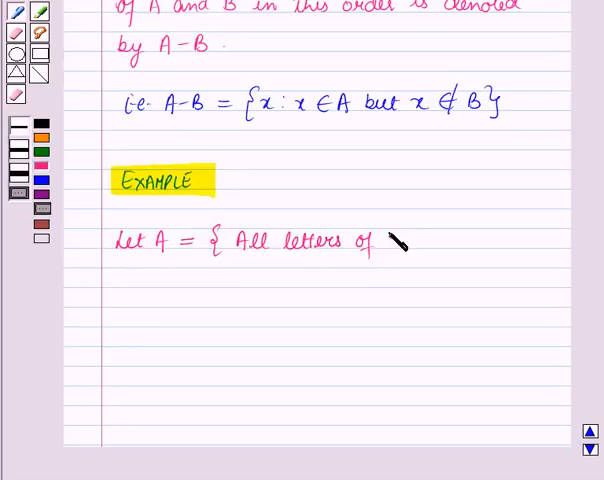 of A and B in this order is denoted
by A-B.
i.e. A-B = {x : x ∈ A but x ∉ B}
EXAMPLE
Let A = { All letters of